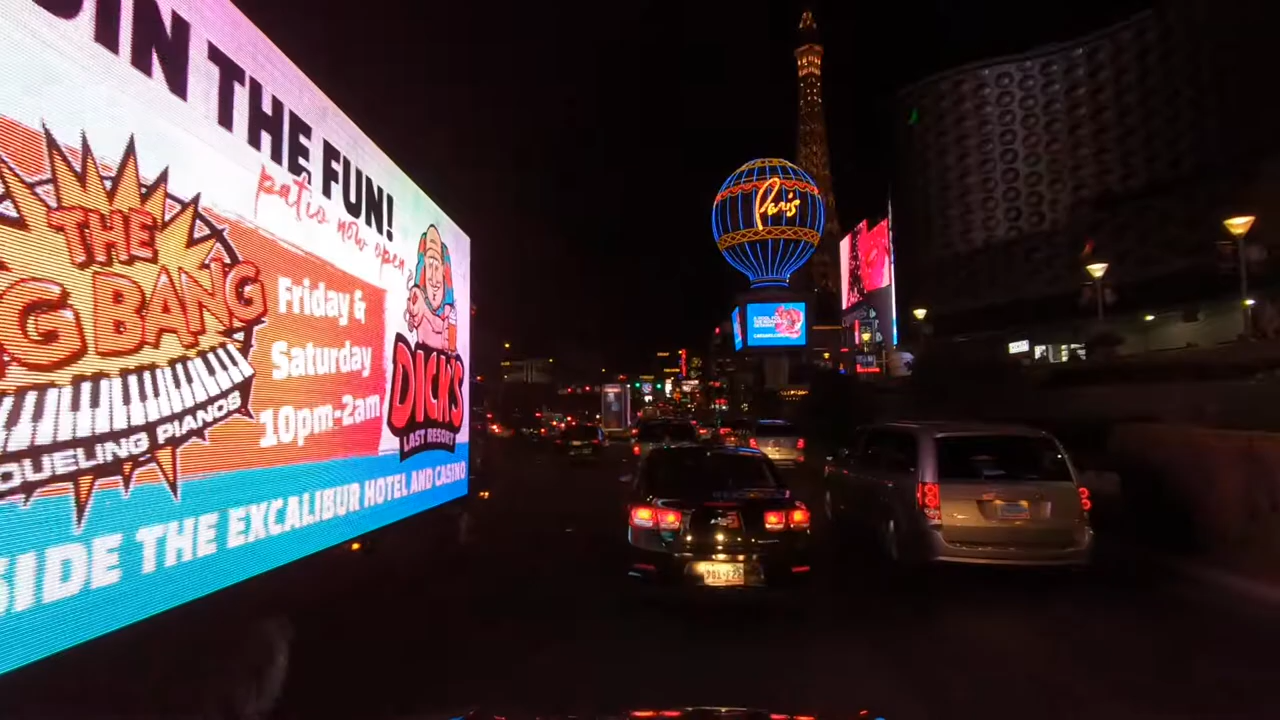 OIN THE FUN!
patio now open
THE
G BANG
DUELING PIANOS
Friday &
Saturday
10pm-2am
DICK'S
LAST RESORT
SIDE THE EXCALIBUR HOTEL AND CASINO
Paris